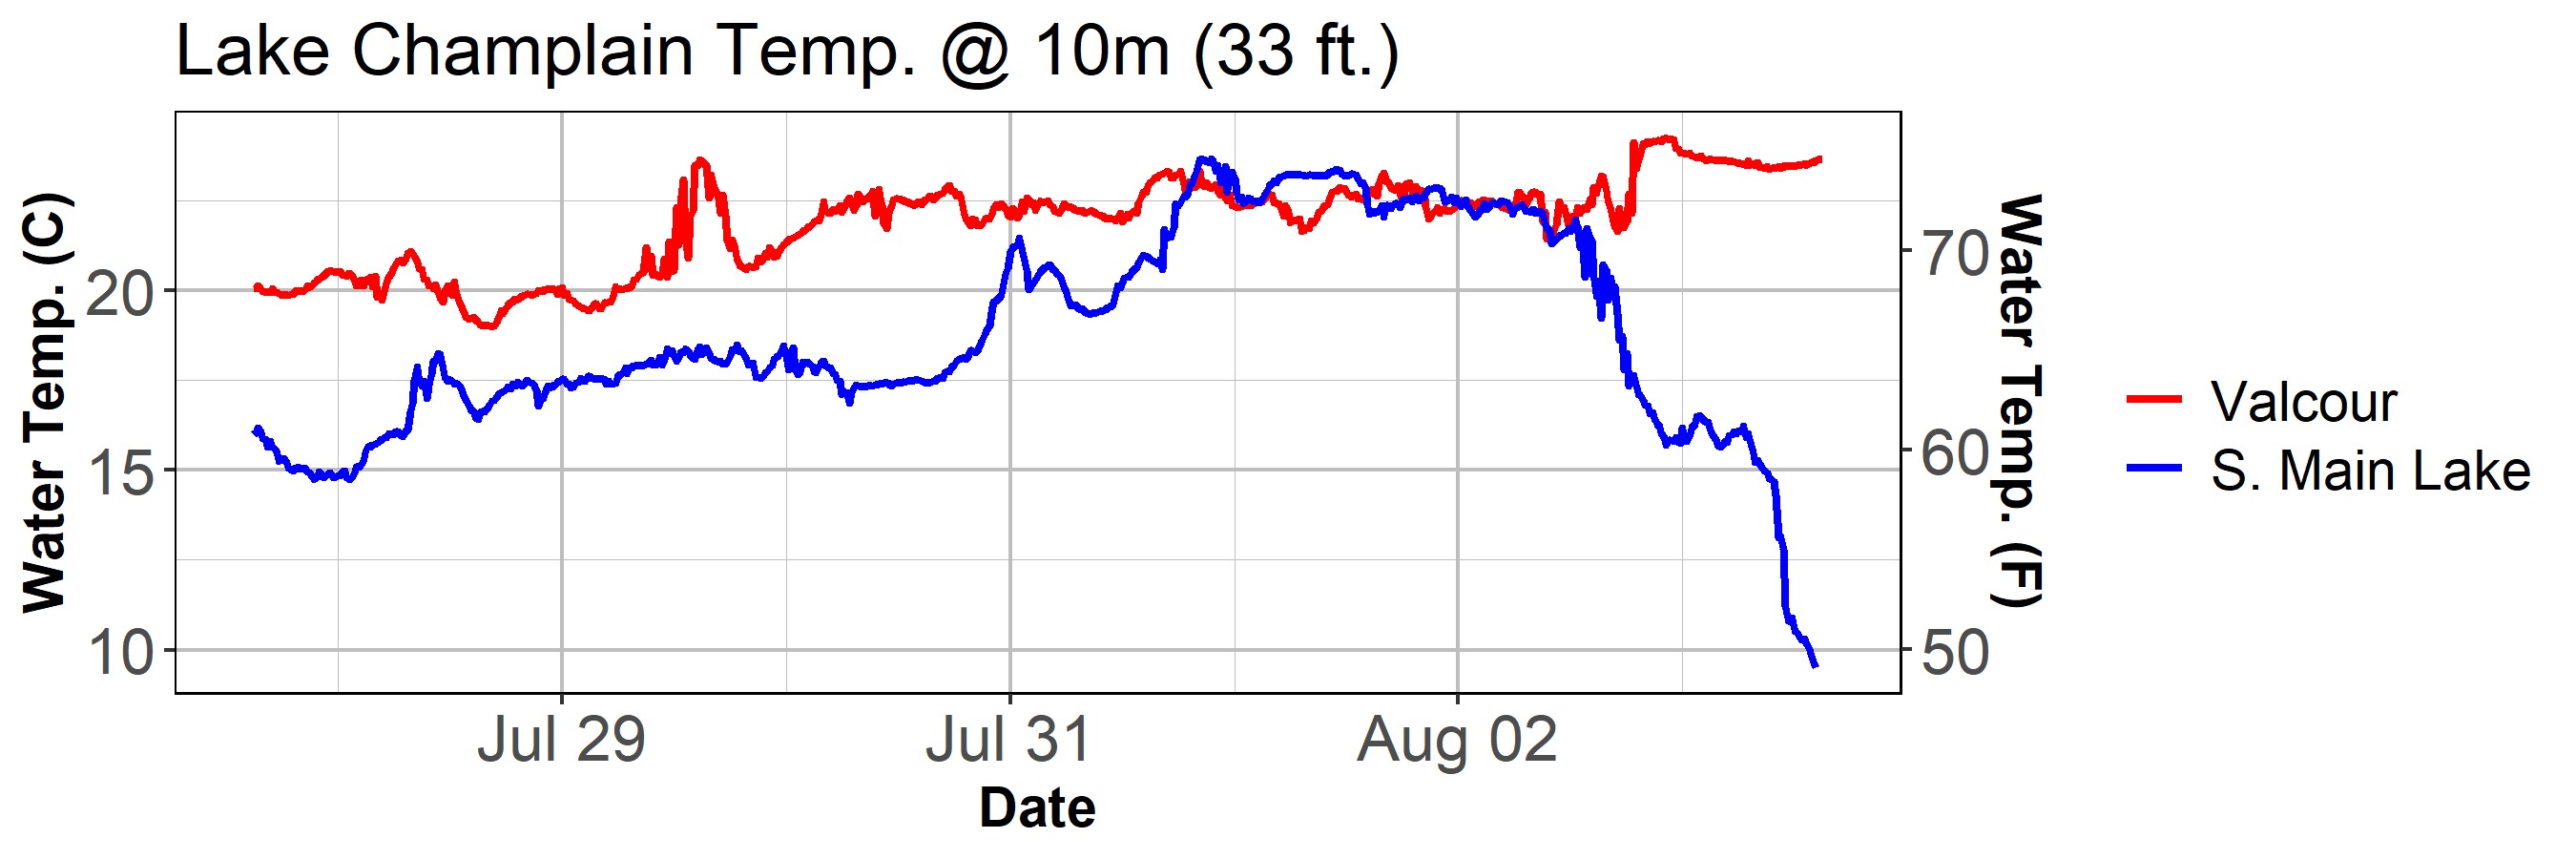 Lake Champlain Temp. @ 10m (33 ft.)
Water Temp. (C)
20
15
10
70
60
50
Water Temp. (F)
Jul 29
Jul 31
Aug 02
Date
Valcour
S. Main Lake